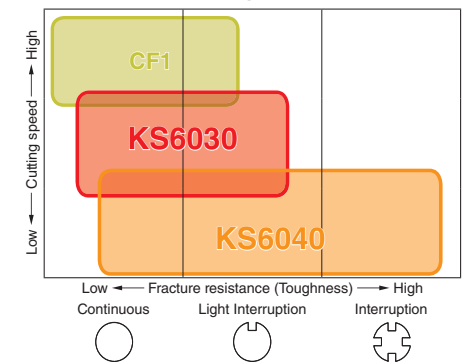 CF1
KS6030
KS6040
Low ← Cutting speed → High
Low ← Fracture resistance (Toughness) → High
Continuous Light Interruption Interruption